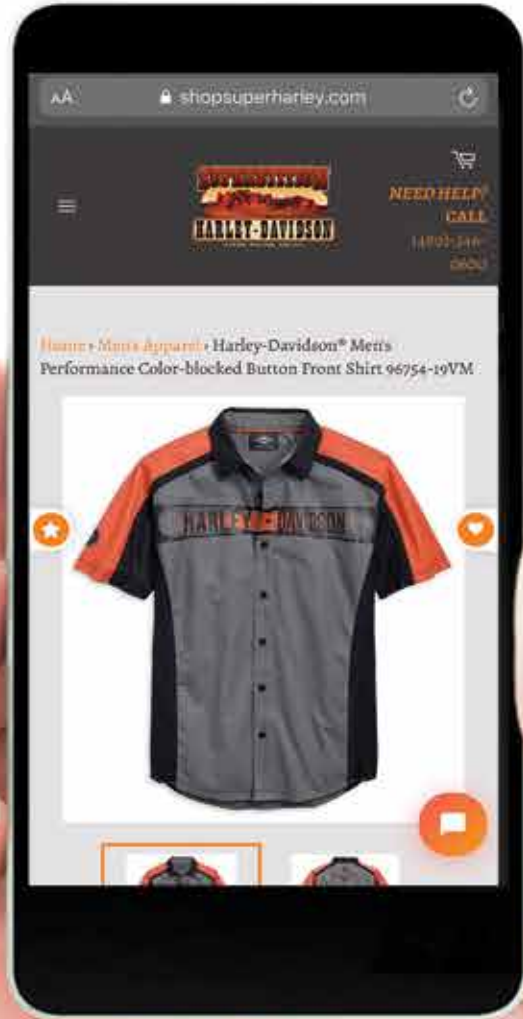 AA
shopsuperharley.com
HARLEY-DAVIDSON
NEED HELP?
CALL
Home › Men's Apparel › Harley-Davidson® Men's
Performance Color-blocked Button Front Shirt 96754-19VM
HARLEY-DAVIDSON